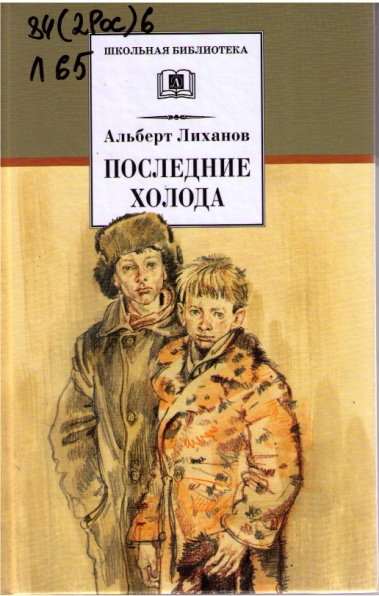 84(2Рос)6
Л 65
ШКОЛЬНАЯ БИБЛИОТЕКА
Альберт Лиханов
ПОСЛЕДНИЕ
ХОЛОДА